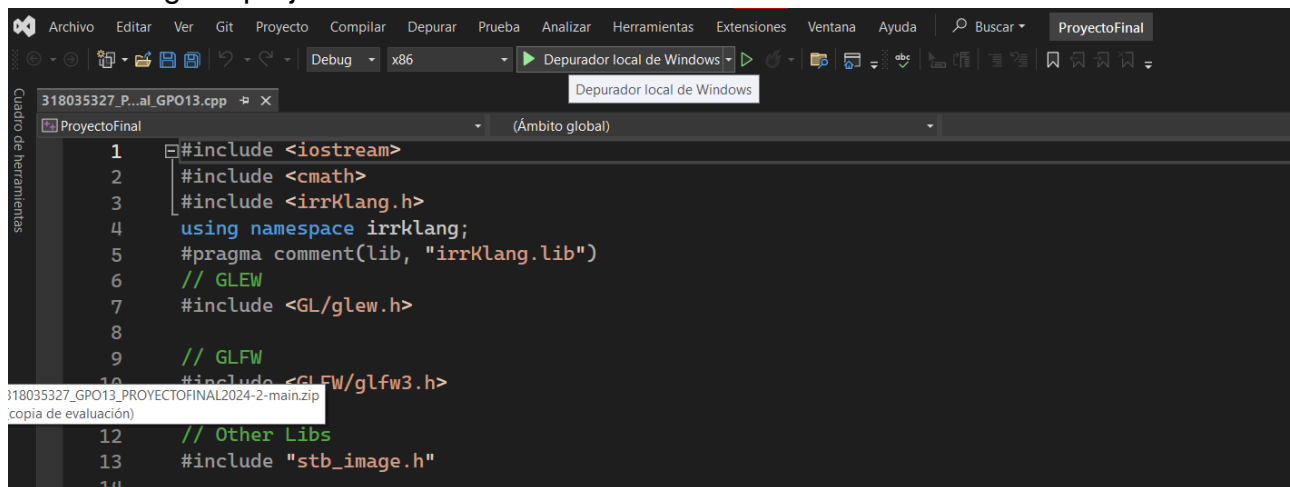 Archivo Editar Ver Git Proyecto Compilar Depurar Prueba Analizar Herramientas Extensiones Ventana Ayuda Buscar ProyectoFinal
Debug x86 Depurador local de Windows
Depurador local de Windows
Cuadro de herramientas
318035327_P...al_GPO13.cpp
ProyectoFinal (Ámbito global)
1 #include <iostream>
2 #include <cmath>
3 #include <irrKlang.h>
4 using namespace irrklang;
5 #pragma comment(lib, "irrKlang.lib")
6 // GLEW
7 #include <GL/glew.h>
8
9 // GLFW
10 #include <GLFW/glfw3.h>
318035327_GPO13_PROYECTOFINAL2024-2-main.zip
(copia de evaluación)
12 // Other Libs
13 #include "stb_image.h"
14